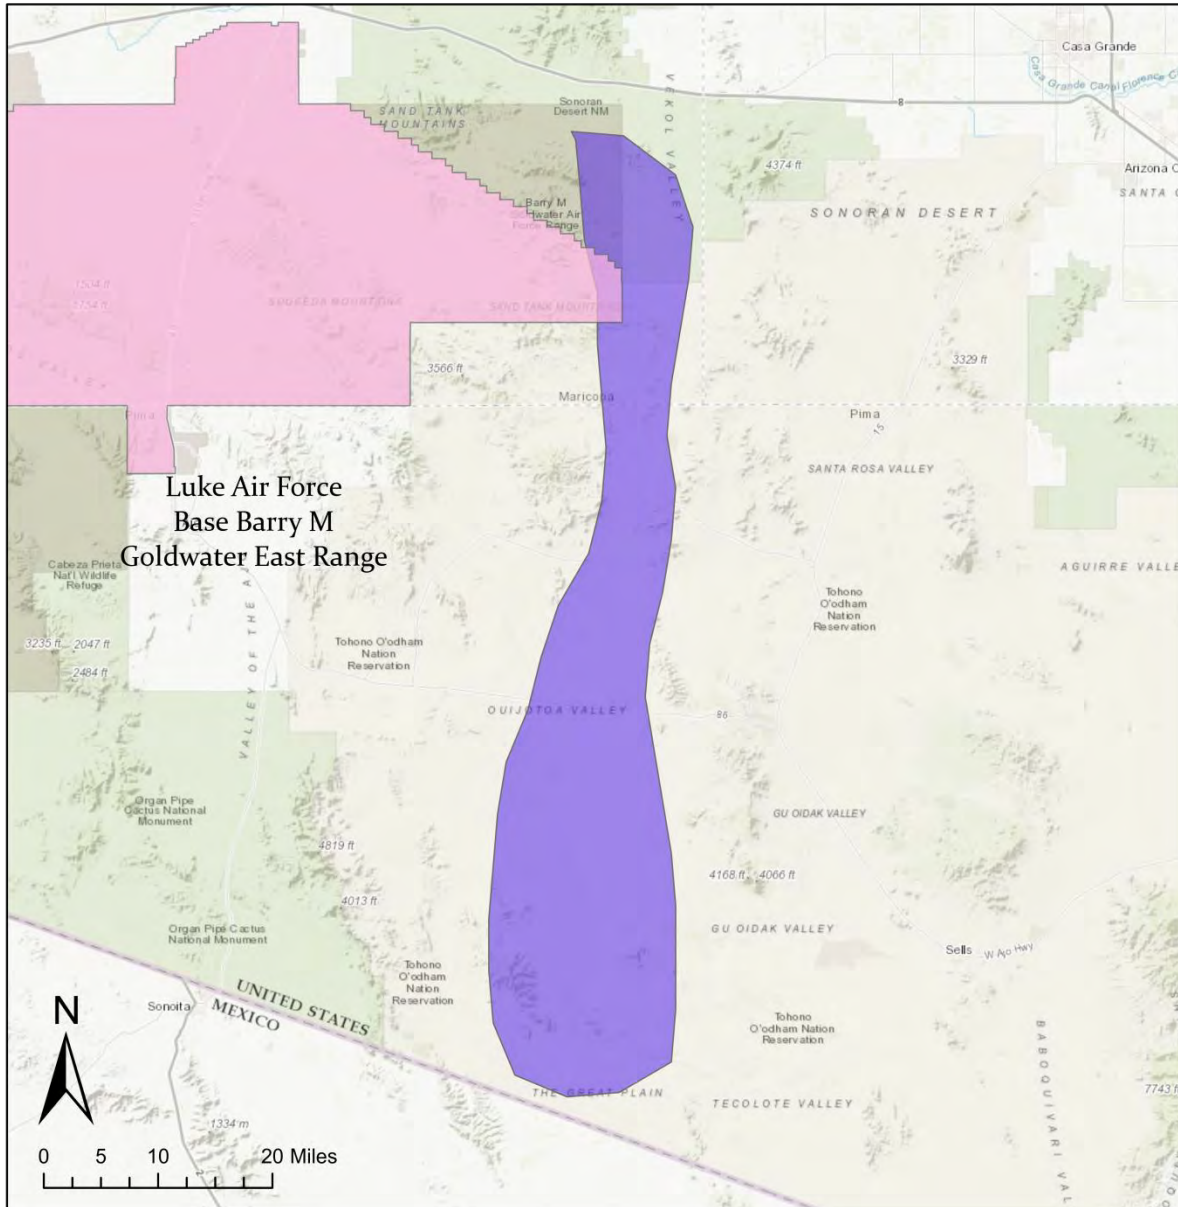 Casa Grande
Casa Grande Canal
Florence C
8
Sonoran
Desert NM
SAND TANK
MOUNTAINS
VEKOL VALLEY
4374 ft
Arizona C
SANTA
SONORAN DESERT
Barry M
Goldwater Air
Force Range
SAUCEDA MOUNTAINS
SAND TANK MOUNT
3566 ft
3329 ft
Maricopa
Pima
Pima
15
SANTA ROSA VALLEY
Luke Air Force
Base Barry M
Goldwater East Range
Cabeza Prieta
Nat'l Wildlife
Refuge
AGUIRRE VALLE
Tohono
O'odham
Nation
Reservation
3235 ft
2047 ft
2484 ft
VALLEY OF THE AJ
Tohono O'odham
Nation
Reservation
QUIJOTOA VALLEY
86
Organ Pipe
Cactus National
Monument
GU OIDAK VALLEY
4819 ft
4168 ft
4066 ft
4013 ft
Organ Pipe Cactus
National Monument
GU OIDAK VALLEY
Sells
W Ajo Hwy
Tohono
O'odham
Nation
Reservation
UNITED STATES
MEXICO
Sonoita
N
Tohono
O'odham Nation
Reservation
BABOQUIVARI VAL
7743 ft
THE GREAT PLAIN
TECOLOTE VALLEY
1334 m
2
0 5 10 20 Miles